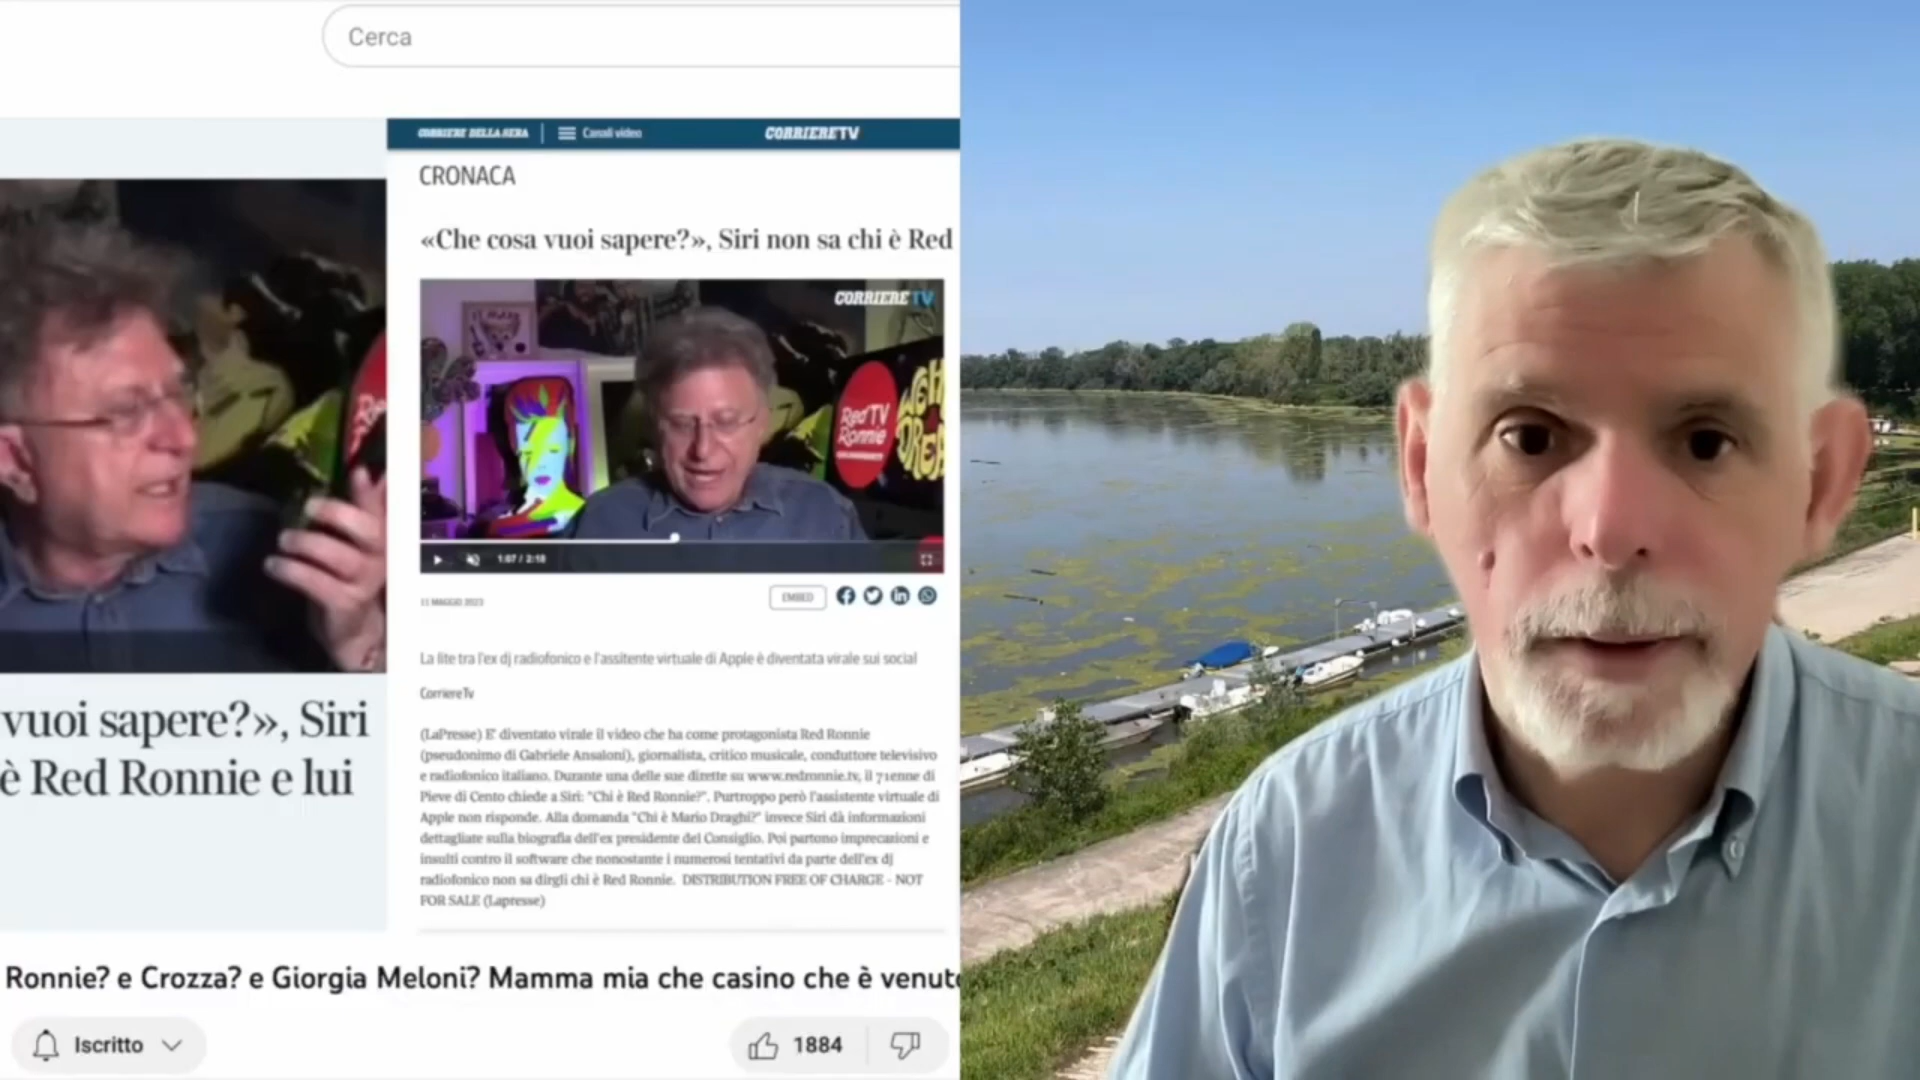 Cerca
CORRIERE DELLA SERA
Canali video
CORRIERETV
CRONACA
«Che cosa vuoi sapere?», Siri non sa chi è Red
CORRIERE TV
Red TV
Ronnie
1:07 / 2:18
11 MAGGIO 2023
EMBED
La lite tra l'ex dj radiofonico e l'assitente virtuale di Apple è diventata virale sui social
CorriereTv
(LaPresse) E' diventato virale il video che ha come protagonista Red Ronnie
(pseudonimo di Gabriele Ansaloni), giornalista, critico musicale, conduttore televisivo
e radiofonico italiano. Durante una delle sue dirette su www.redronnie.tv, il 71enne di
Pieve di Cento chiede a Siri: "Chi è Red Ronnie?". Purtroppo però l'assistente virtuale di
Apple non risponde. Alla domanda "Chi è Mario Draghi?" invece Siri dà informazioni
dettagliate sulla biografia dell'ex presidente del Consiglio. Poi partono imprecazioni e
insulti contro il software che nonostante i numerosi tentativi da parte dell'ex dj
radiofonico non sa dirgli chi è Red Ronnie. DISTRIBUTION FREE OF CHARGE - NOT
FOR SALE (Lapresse)
vuoi sapere?», Siri
è Red Ronnie e lui
Ronnie? e Crozza? e Giorgia Meloni? Mamma mia che casino che è venuto
Iscritto
1884